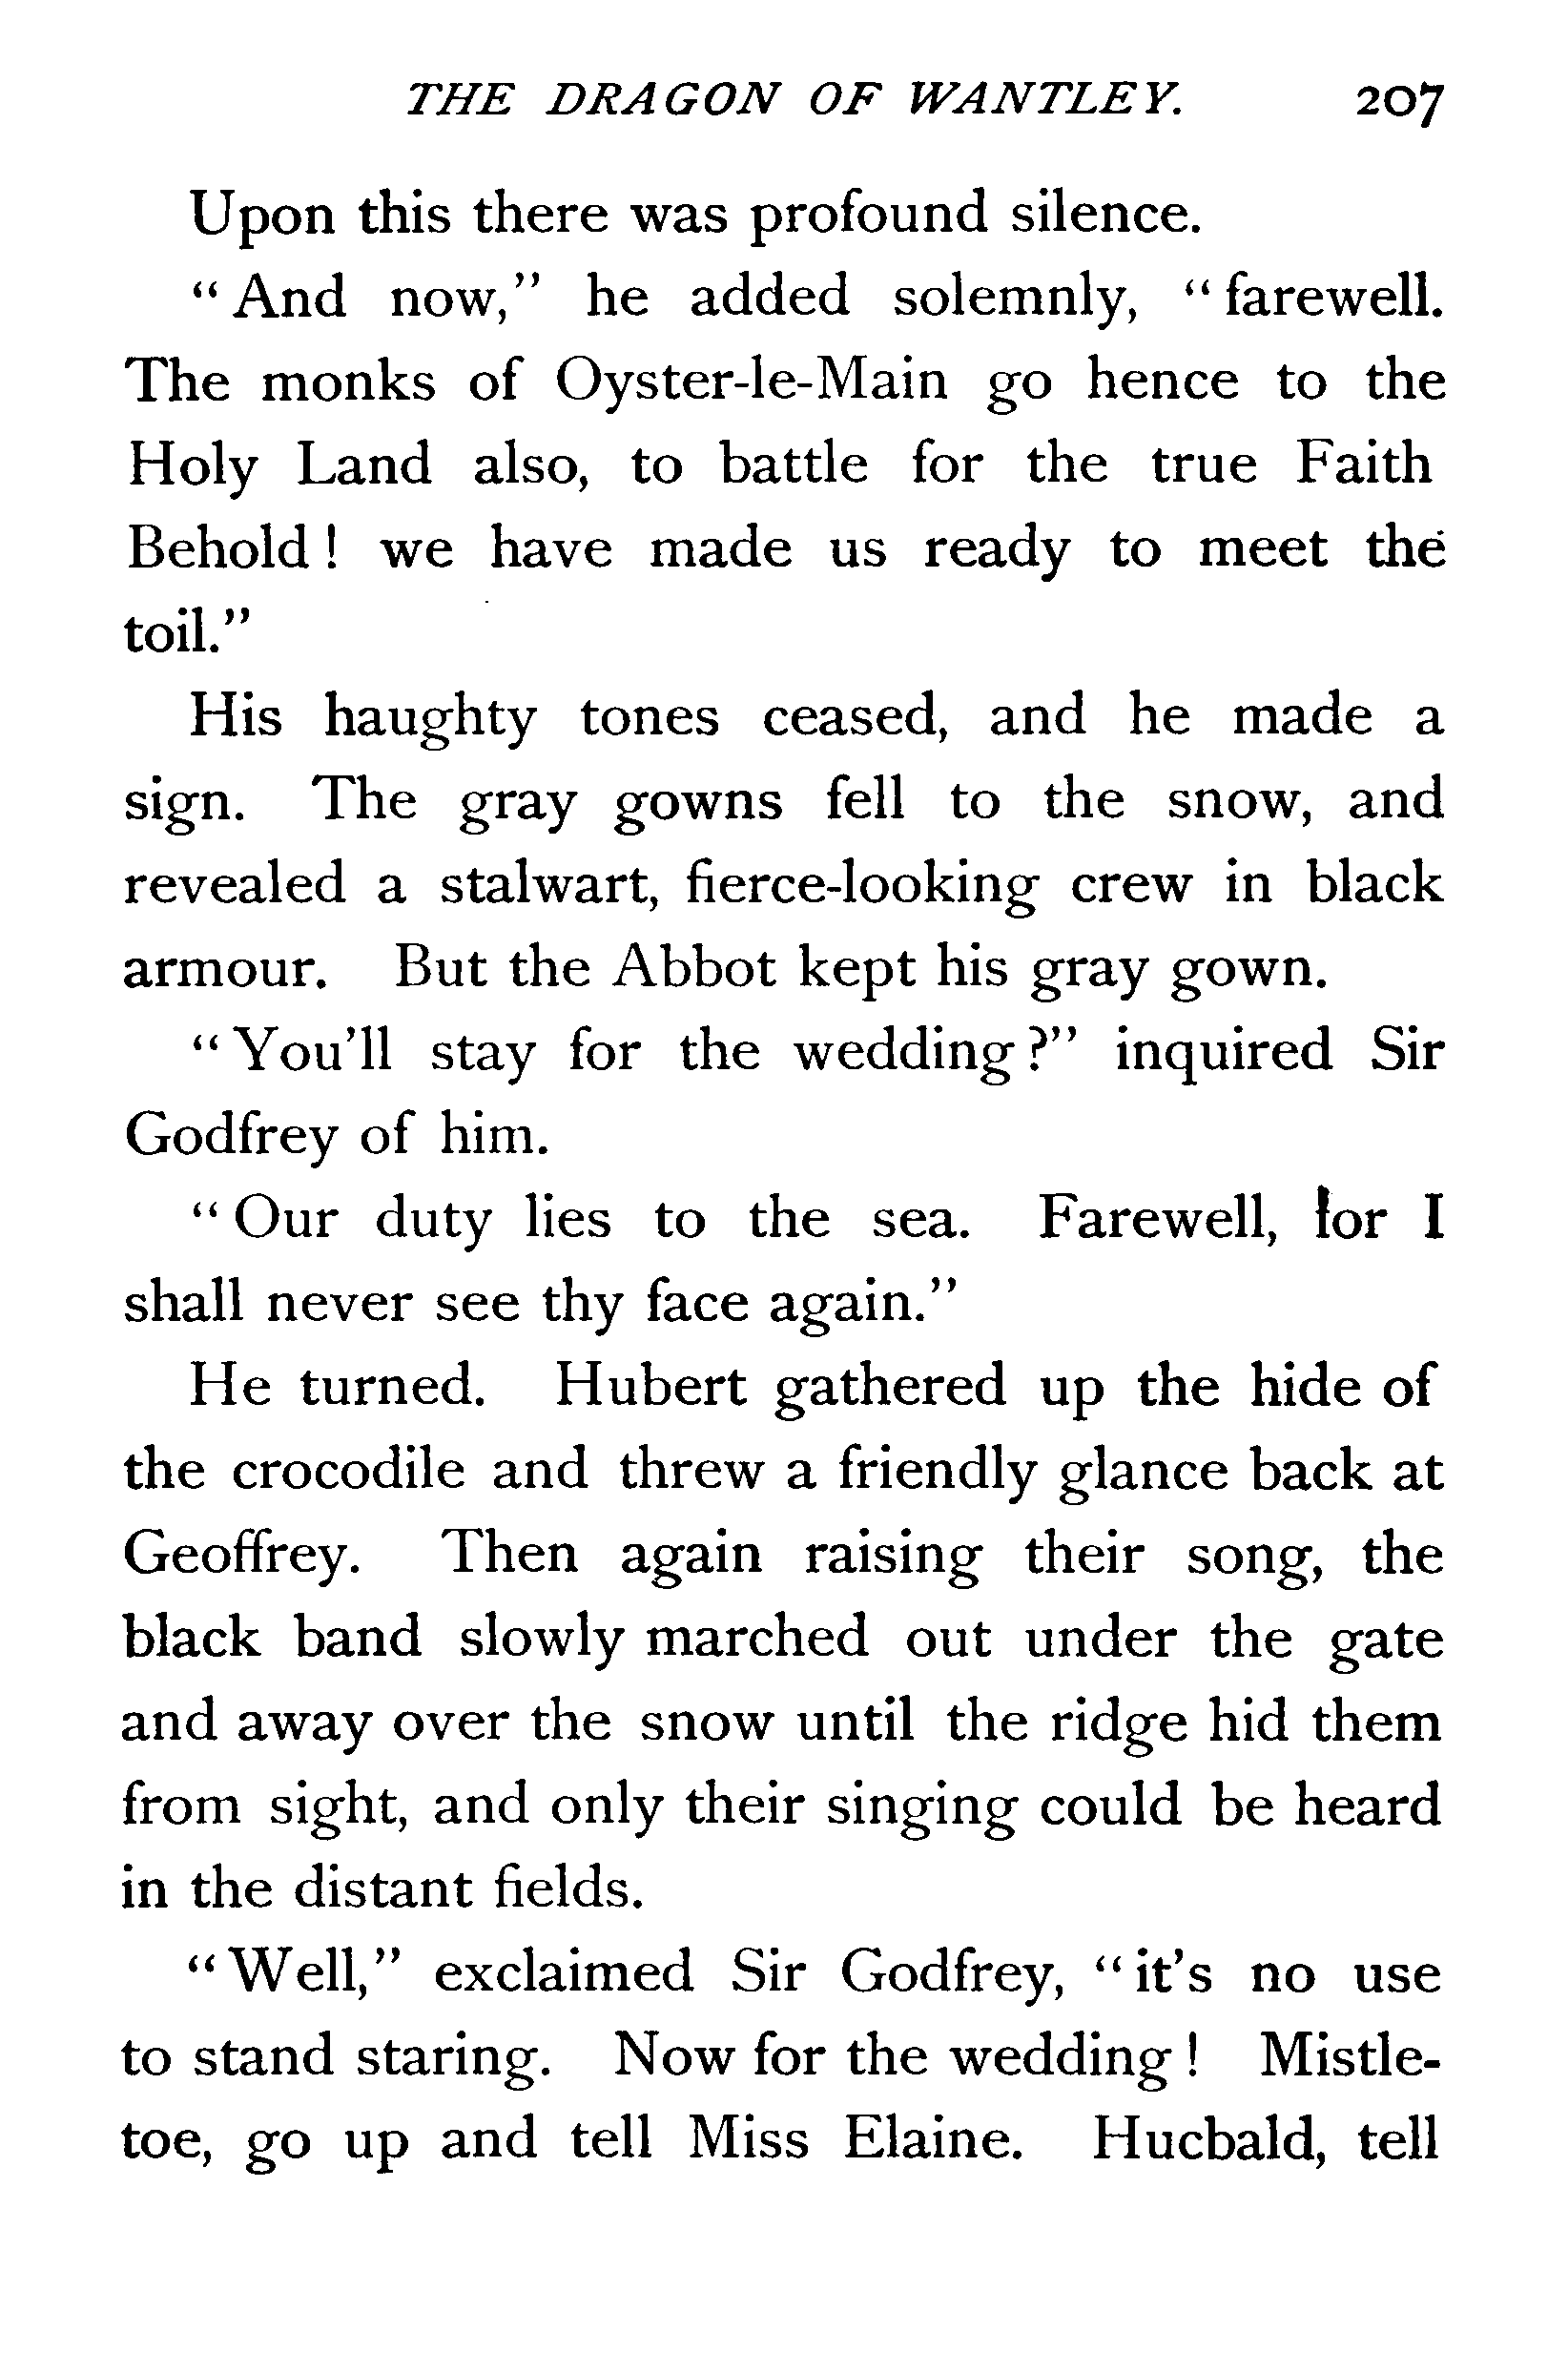 THE DRAGON OF WANTLEY. 207
Upon this there was profound silence.
“And now,” he added solemnly, “farewell.
The monks of Oyster-le-Main go hence to the
Holy Land also, to battle for the true Faith
Behold! we have made us ready to meet the
toil.”
His haughty tones ceased, and he made a
sign. The gray gowns fell to the snow, and
revealed a stalwart, fierce-looking crew in black
armour. But the Abbot kept his gray gown.
“You’ll stay for the wedding?” inquired Sir
Godfrey of him.
“Our duty lies to the sea. Farewell, for I
shall never see thy face again.”
He turned. Hubert gathered up the hide of
the crocodile and threw a friendly glance back at
Geoffrey. Then again raising their song, the
black band slowly marched out under the gate
and away over the snow until the ridge hid them
from sight, and only their singing could be heard
in the distant fields.
“Well,” exclaimed Sir Godfrey, “it’s no use
to stand staring. Now for the wedding! Mistle-
toe, go up and tell Miss Elaine. Hucbald, tell